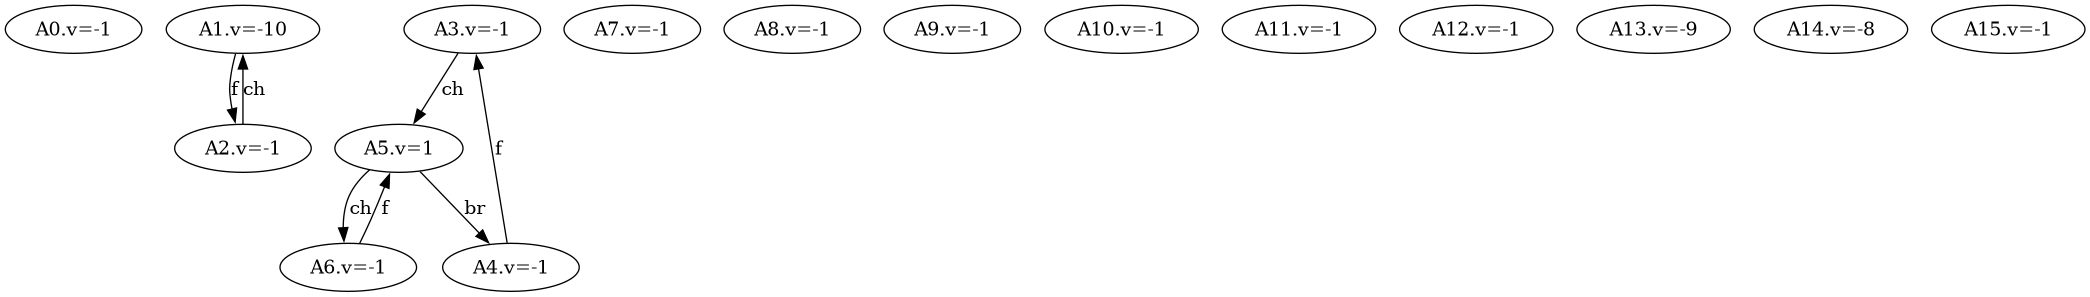 A0.v=-1
A1.v=-10
A3.v=-1
A7.v=-1
A8.v=-1
A9.v=-1
A10.v=-1
A11.v=-1
A12.v=-1
A13.v=-9
A14.v=-8
A15.v=-1
f
ch
ch
A2.v=-1
A5.v=1
f
ch
f
br
A6.v=-1
A4.v=-1